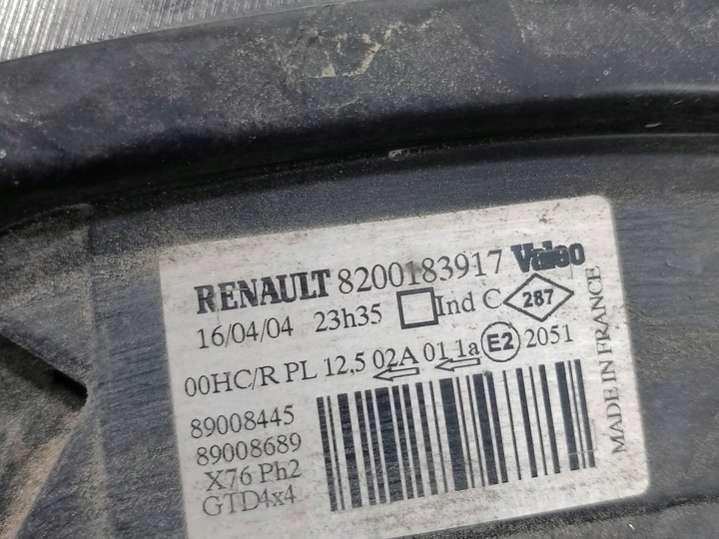 RENAULT 8200183917 Valeo
16/04/04 23h35 Ind C 287
00HC/R PL 12,5 02A 01 1a E2 2051
89008445
89008689
X76 Ph2
GTD4x4
MADE IN FRANCE